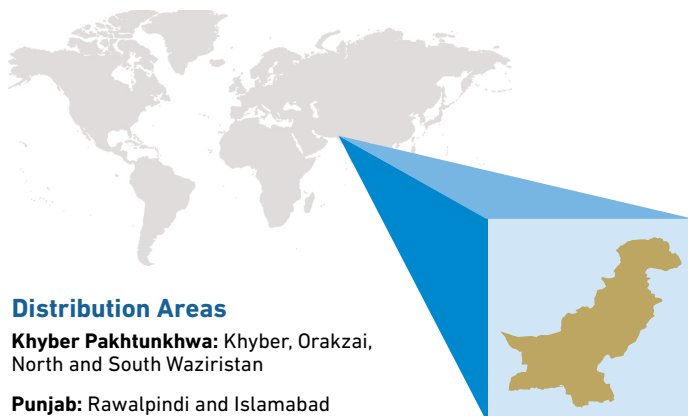 Distribution Areas
Khyber Pakhtunkhwa: Khyber, Orakzai,
North and South Waziristan
Punjab: Rawalpindi and Islamabad